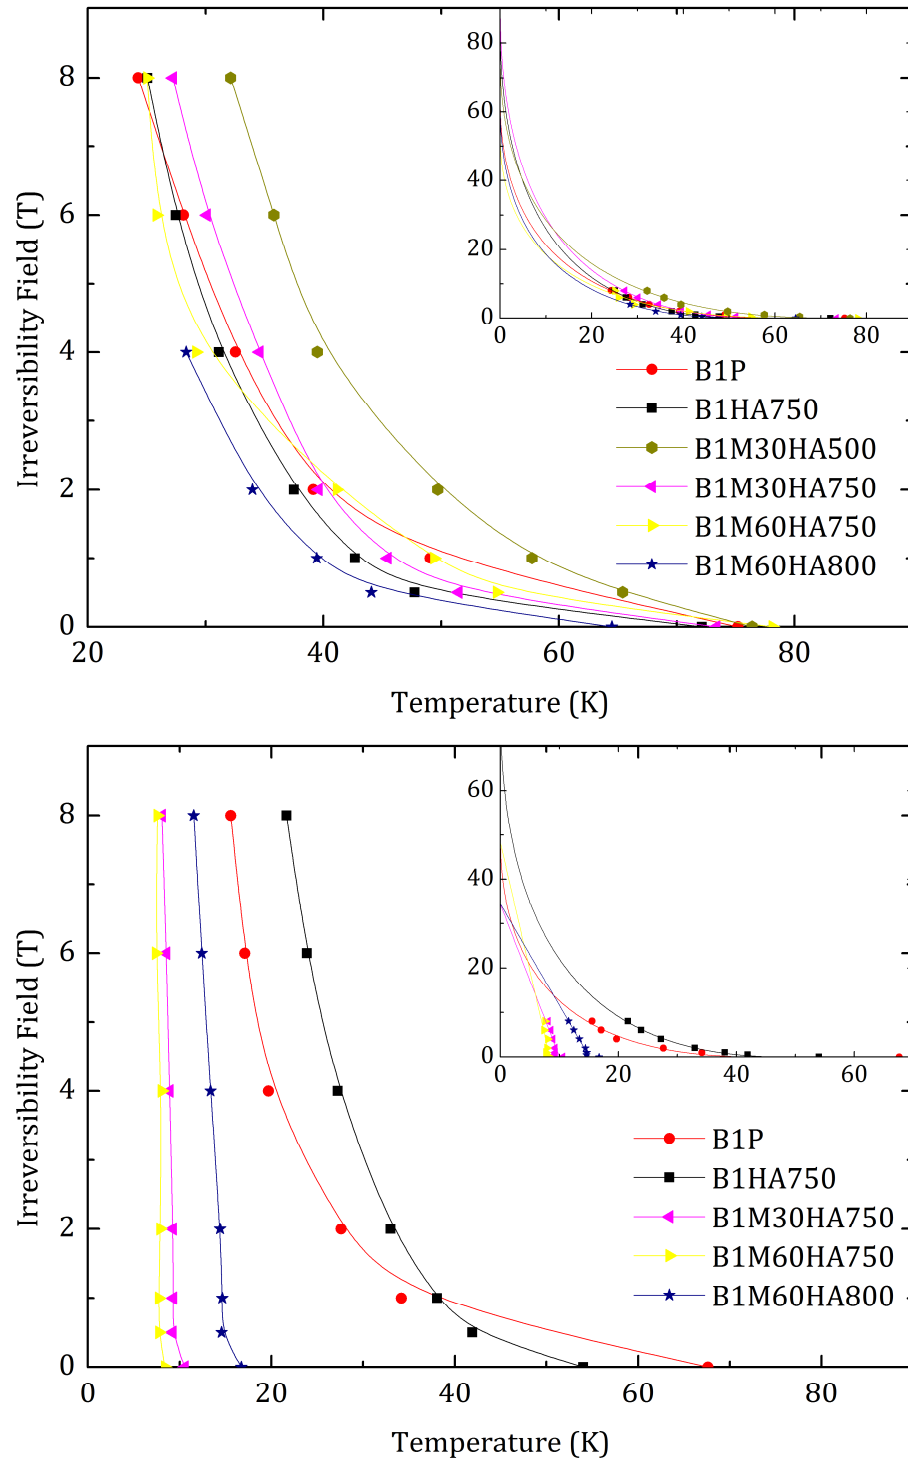 80
60
40
20
0
0 20 40 60 80
8
6
4
2
0
Irreversibility Field (T)
B1P
B1HA750
B1M30HA500
B1M30HA750
B1M60HA750
B1M60HA800
20 40 60 80
Temperature (K)
60
40
20
0
0 20 40 60
8
6
4
2
0
Irreversibility Field (T)
B1P
B1HA750
B1M30HA750
B1M60HA750
B1M60HA800
0 20 40 60 80
Temperature (K)